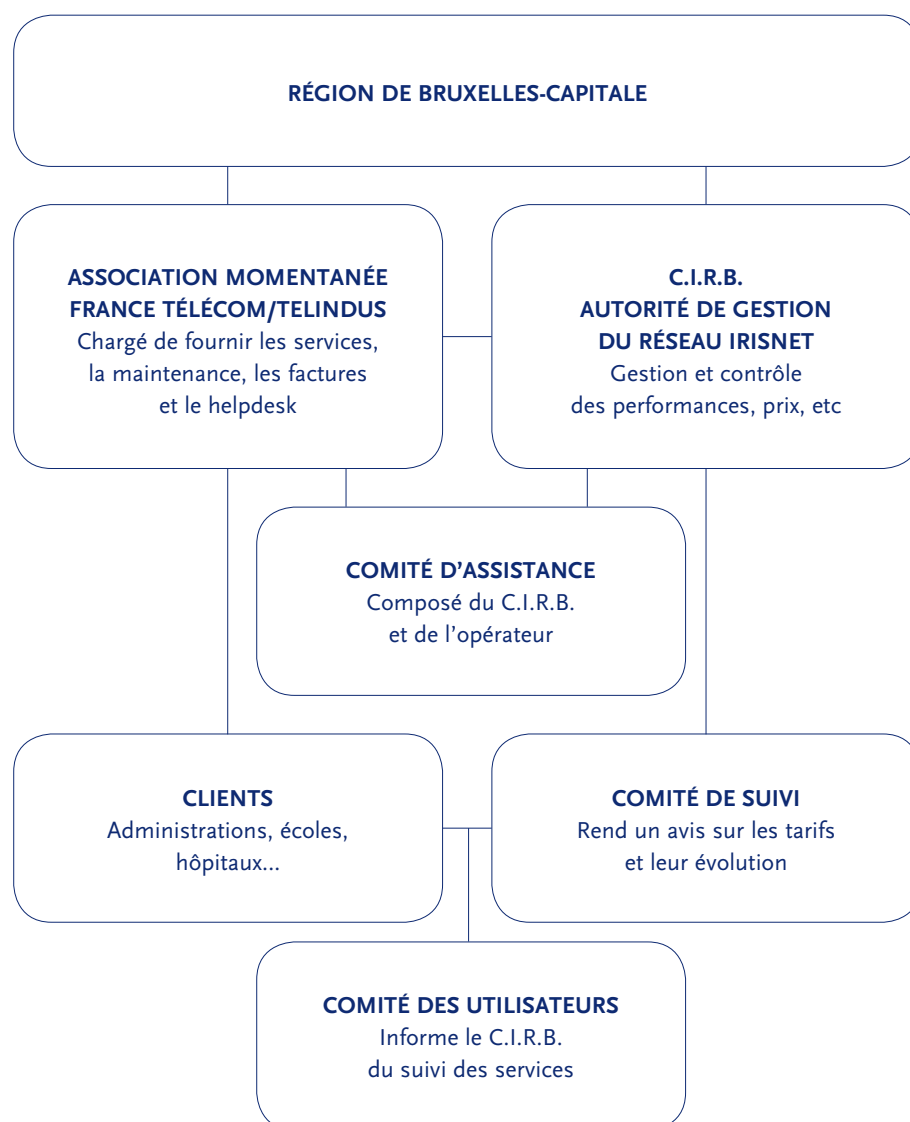 RÉGION DE BRUXELLES-CAPITALE
ASSOCIATION MOMENTANÉE
FRANCE TÉLÉCOM/TELINDUS
Chargé de fournir les services,
la maintenance, les factures
et le helpdesk
C.I.R.B.
AUTORITÉ DE GESTION
DU RÉSEAU IRISNET
Gestion et contrôle
des performances, prix, etc
COMITÉ D’ASSISTANCE
Composé du C.I.R.B.
et de l’opérateur
CLIENTS
Administrations, écoles,
hôpitaux...
COMITÉ DE SUIVI
Rend un avis sur les tarifs
et leur évolution
COMITÉ DES UTILISATEURS
Informe le C.I.R.B.
du suivi des services